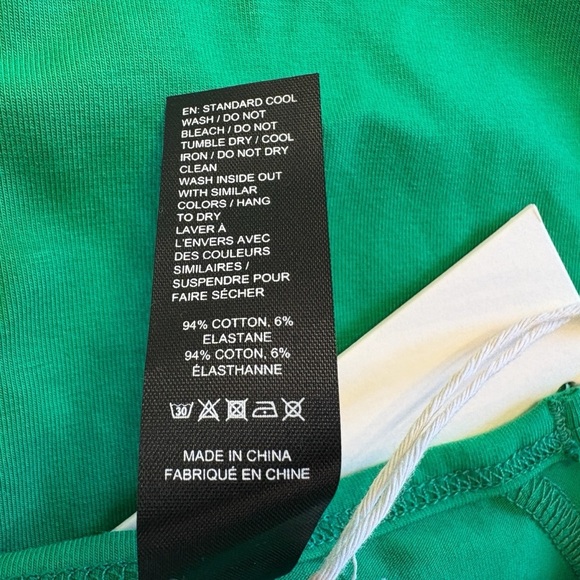 EN: STANDARD COOL
WASH / DO NOT
BLEACH / DO NOT
TUMBLE DRY / COOL
IRON / DO NOT DRY
CLEAN
WASH INSIDE OUT
WITH SIMILAR
COLORS / HANG
TO DRY
LAVER À
L'ENVERS AVEC
DES COULEURS
SIMILAIRES /
SUSPENDRE POUR
FAIRE SÉCHER
94% COTTON, 6%
ELASTANE
94% COTON, 6%
ÉLASTHANNE
30
MADE IN CHINA
FABRIQUÉ EN CHINE